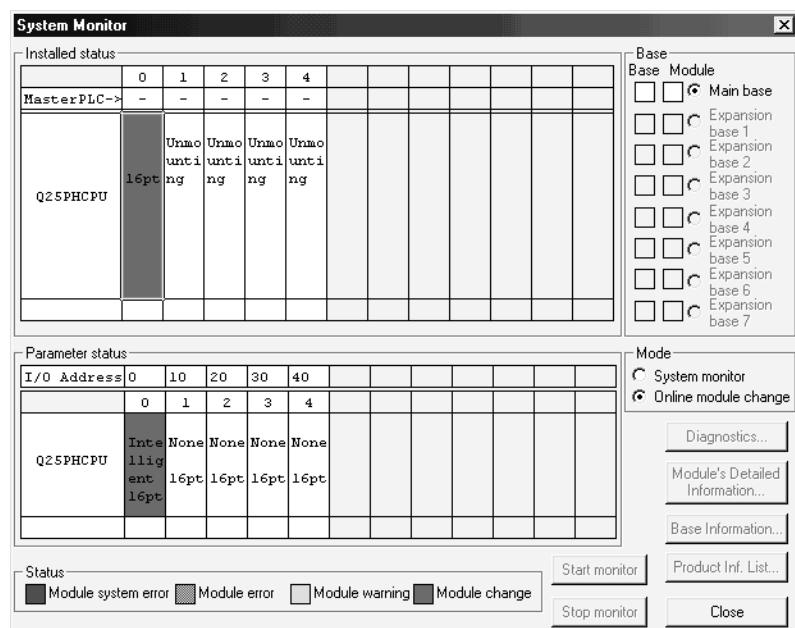 System Monitor
Installed status
0 1 2 3 4
MasterPLC-> - - - - -
Q25PHCPU
16pt
Unmo
unti
ng
Unmo
unti
ng
Unmo
unti
ng
Unmo
unti
ng
Base
Base Module
Main base
Expansion
base 1
Expansion
base 2
Expansion
base 3
Expansion
base 4
Expansion
base 5
Expansion
base 6
Expansion
base 7
Parameter status
I/O Address 0 10 20 30 40
0 1 2 3 4
Q25PHCPU
Inte
llig
ent
16pt
None
16pt
None
16pt
None
16pt
None
16pt
Mode
System monitor
Online module change
Diagnostics...
Module's Detailed
Information...
Base Information...
Product Inf. List...
Status
Module system error Module error Module warning Module change
Start monitor
Stop monitor
Close